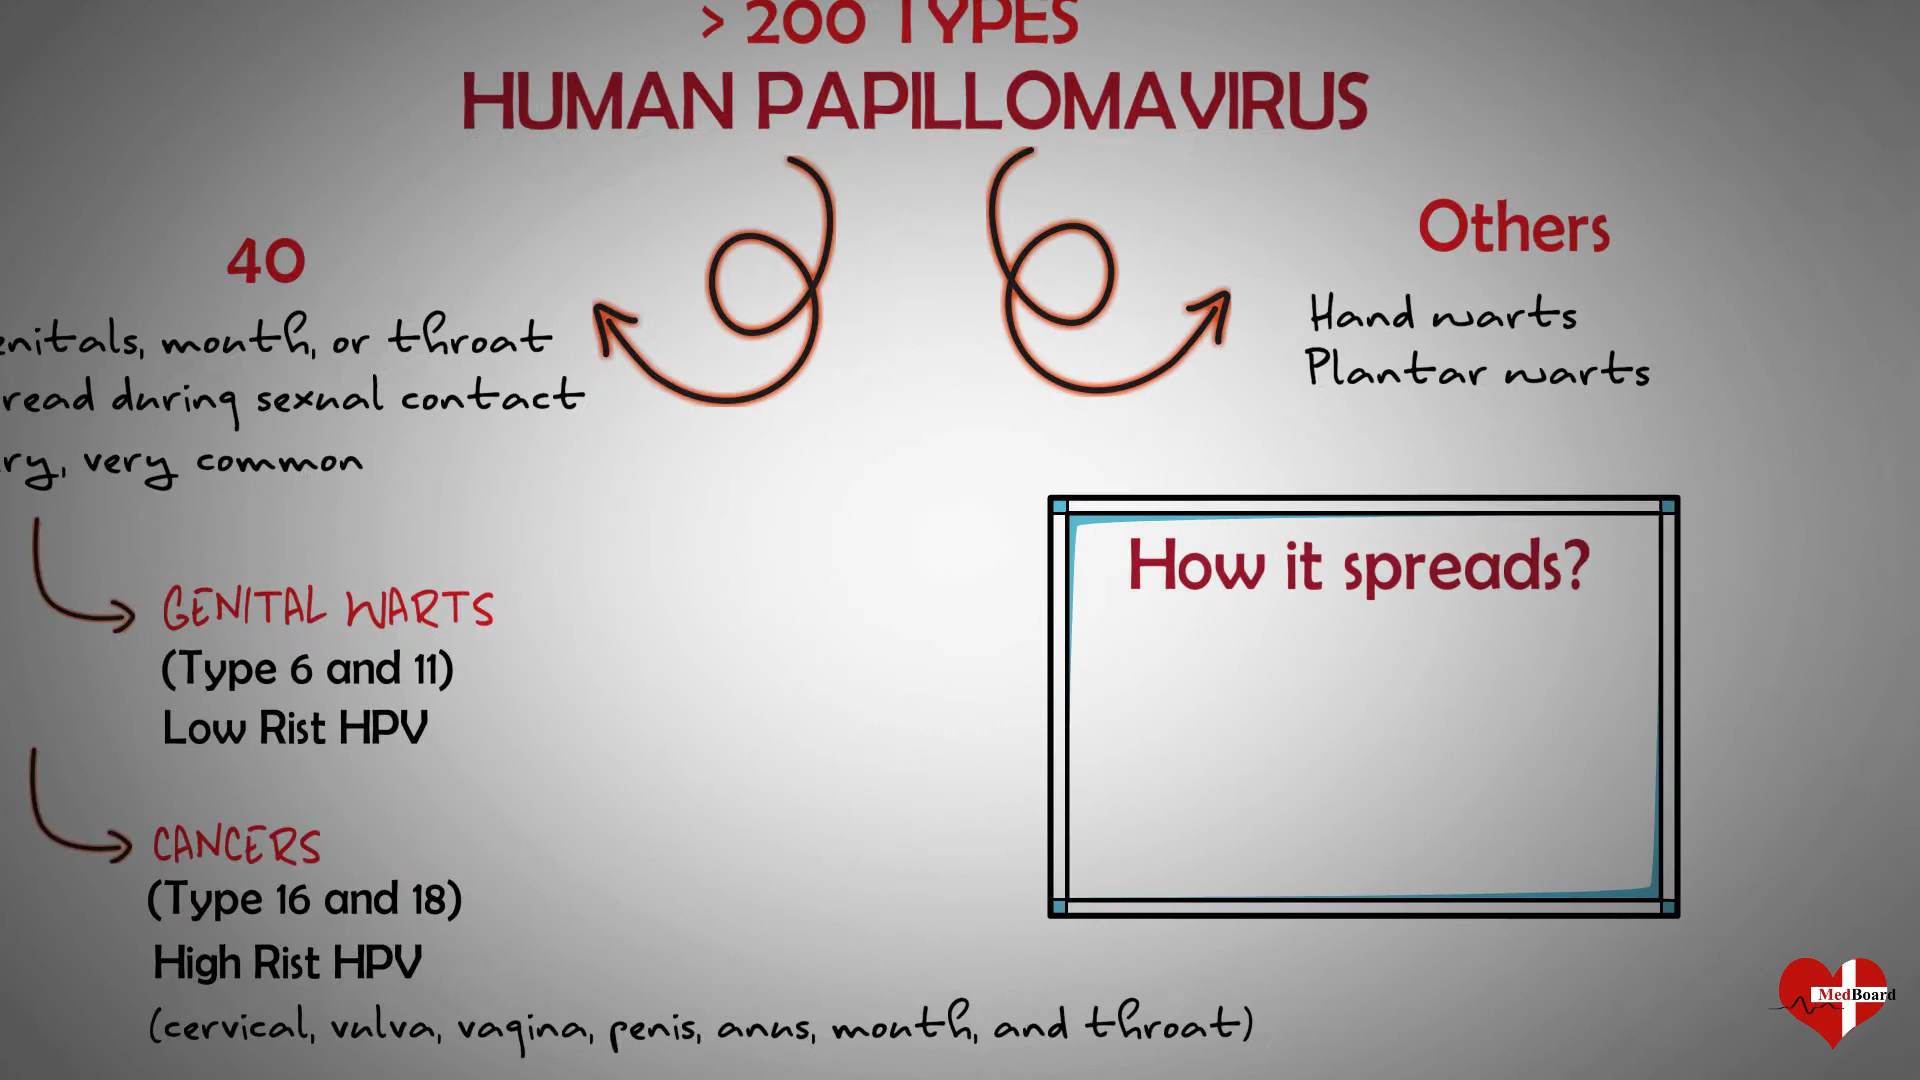 > 200 TYPES
HUMAN PAPILLOMAVIRUS
40
enitals, mouth, or throat
read during sexual contact
ry, very common
GENITAL WARTS
(Type 6 and 11)
Low Rist HPV
CANCERS
(Type 16 and 18)
High Rist HPV
(cervical, vulva, vagina, penis, anus, mouth, and throat)
Others
Hand warts
Plantar warts
How it spreads?
MedBoard